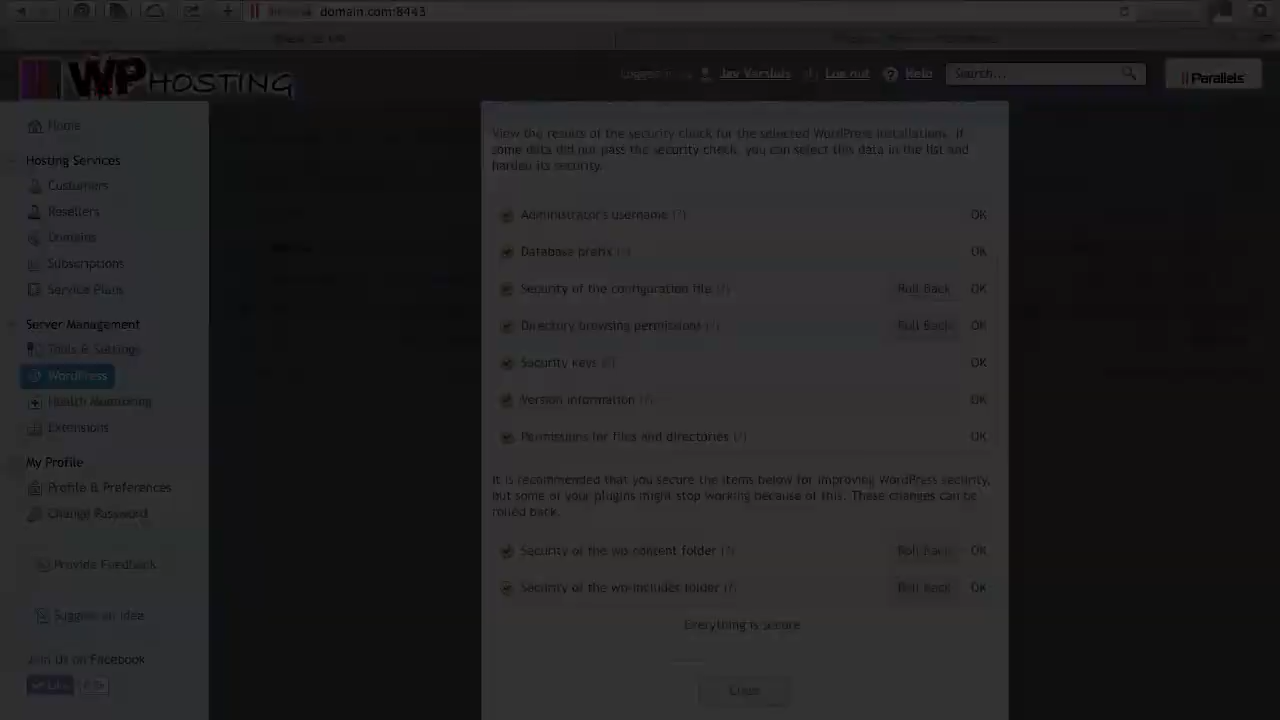 domain.com:8443
WP HOSTING
Jay Versluis
Log out
Help
Search...
Parallels
Home
Hosting Services
Customers
Resellers
Domains
Subscriptions
Service Plans
Server Management
Tools & Settings
WordPress
Health Monitoring
Extensions
My Profile
Profile & Preferences
Change Password
Provide Feedback
Suggest an Idea
Join Us on Facebook
Like
View the results of the security check for the selected WordPress installations. If
some data did not pass the security check, you can select this data in the list and
harden its security.
Administrator's username (?) OK
Database prefix (?) OK
Security of the configuration file (?) Roll Back OK
Directory browsing permissions (?) Roll Back OK
Security keys (?) OK
Version information (?) OK
Permissions for files and directories (?) OK
It is recommended that you secure the items below for improving WordPress security,
but some of your plugins might stop working because of this. These changes can be
rolled back.
Security of the wp-content folder (?) Roll Back OK
Security of the wp-includes folder (?) Roll Back OK
Everything is secure
Close